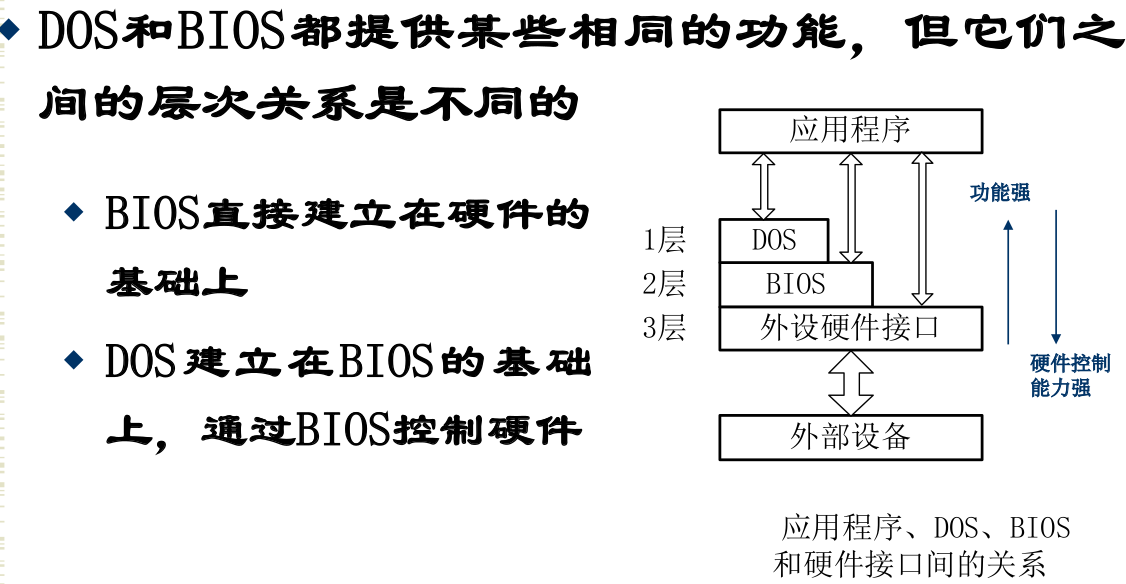 DOS和BIOS都提供某些相同的功能，但它们之
间的层次关系是不同的
BIOS直接建立在硬件的
基础上
DOS建立在BIOS的基础
上，通过BIOS控制硬件
应用程序
功能强
1层 DOS
2层 BIOS
3层 外设硬件接口
硬件控制
能力强
外部设备
应用程序、DOS、BIOS
和硬件接口间的关系